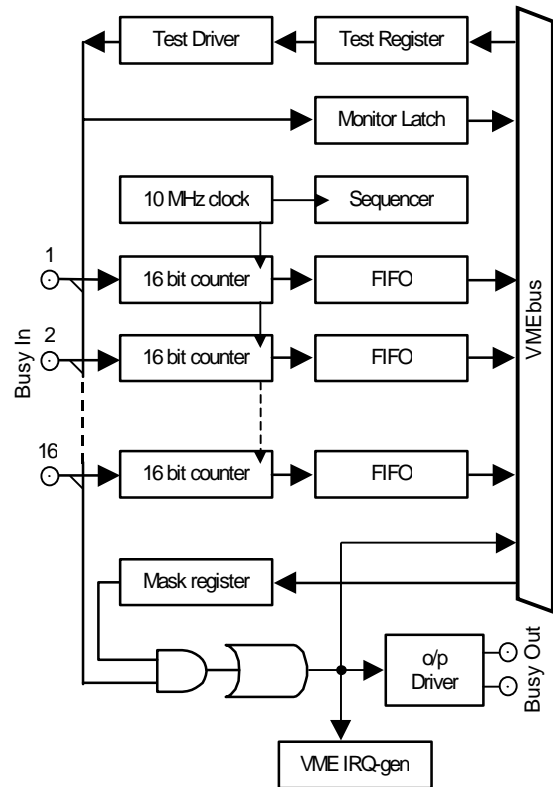 Test Driver
Test Register
Monitor Latch
10 MHz clock
Sequencer
1
16 bit counter
FIFO
2
16 bit counter
FIFO
16
16 bit counter
FIFO
Busy In
VMEbus
Mask register
o/p
Driver
Busy Out
VME IRQ-gen